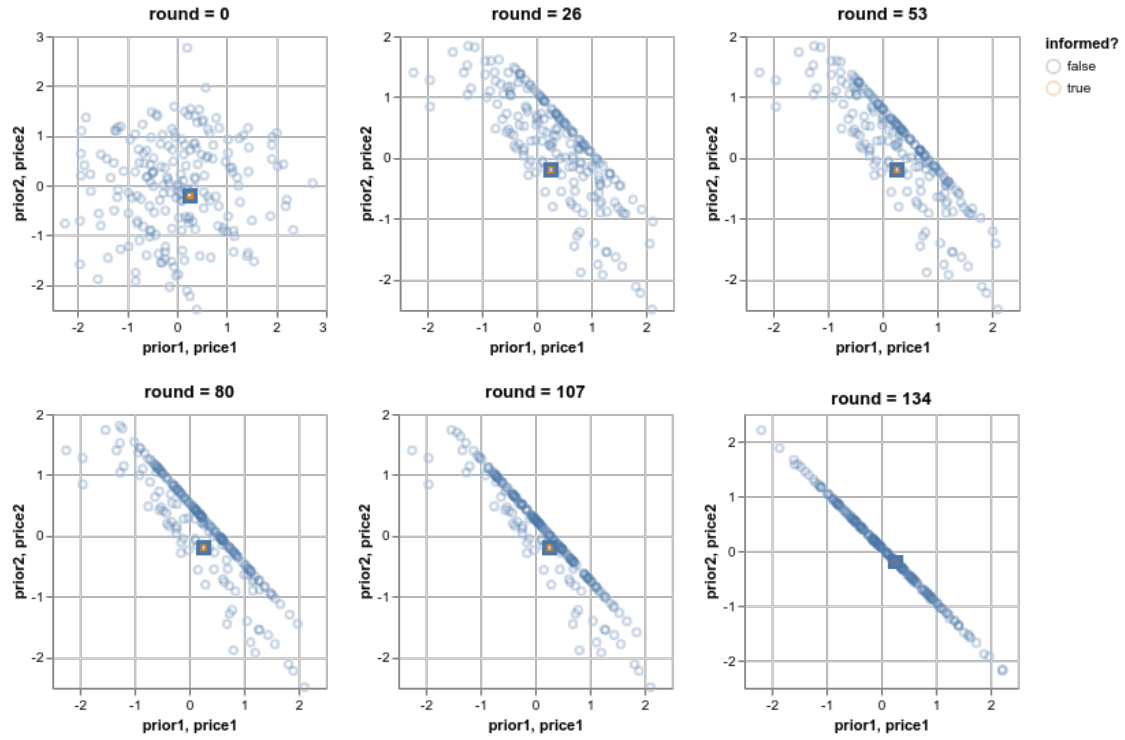 round = 0
round = 26
round = 53
informed?
false
true
prior2, price2
3
2
1
0
-1
-2
-2
-1
0
1
2
3
prior1, price1
prior2, price2
2
1
0
-1
-2
-2
-1
0
1
2
prior1, price1
prior2, price2
2
1
0
-1
-2
-2
-1
0
1
2
prior1, price1
round = 80
round = 107
round = 134
prior2, price2
2
1
0
-1
-2
-2
-1
0
1
2
prior1, price1
prior2, price2
2
1
0
-1
-2
-2
-1
0
1
2
prior1, price1
prior2, price2
2
1
0
-1
-2
-2
-1
0
1
2
prior1, price1